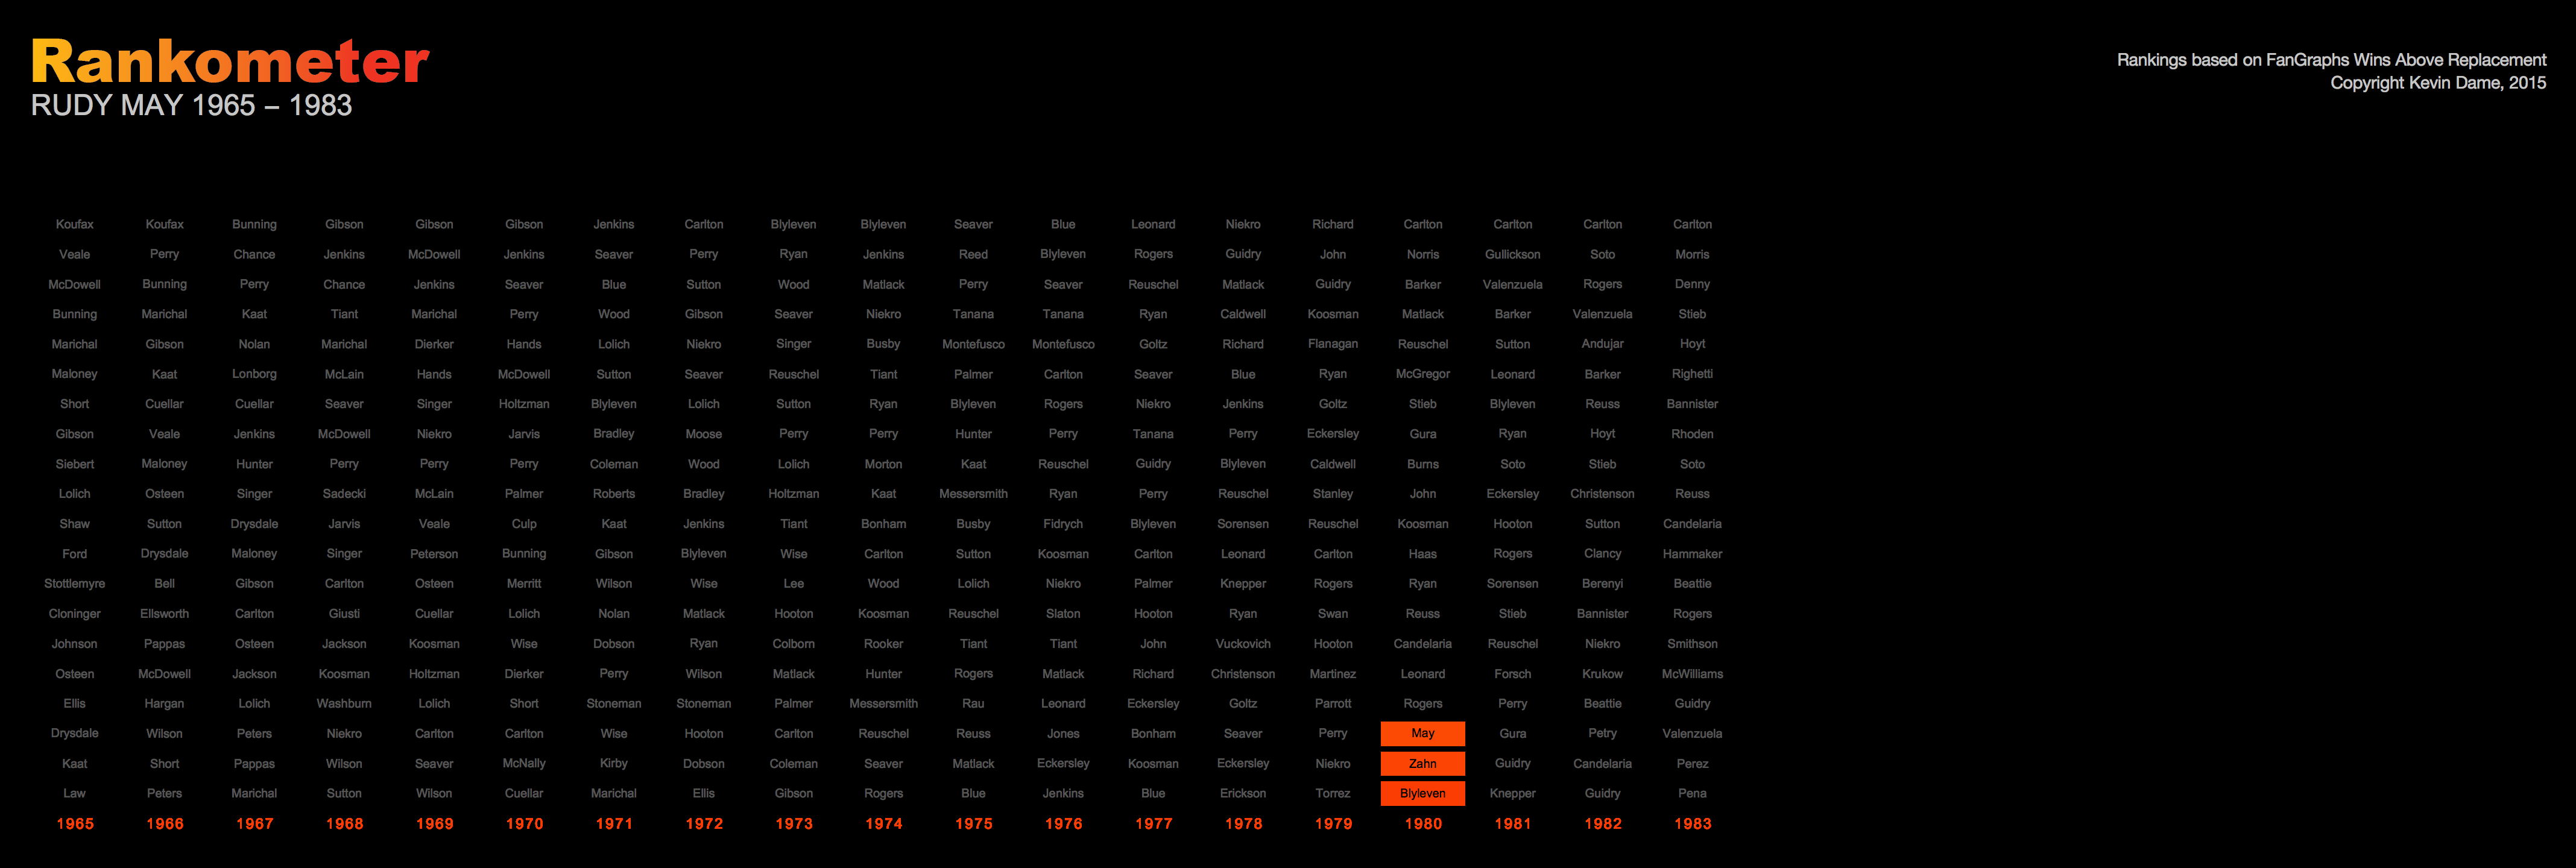 Rankometer
RUDY MAY 1965 – 1983
Rankings based on FanGraphs Wins Above Replacement
Copyright Kevin Dame, 2015
Koufax Koufax Bunning Gibson Gibson Gibson Jenkins Carlton Blyleven Blyleven Seaver Blue Leonard Niekro Richard Carlton Carlton Carlton Carlton
Veale Perry Chance Jenkins McDowell Jenkins Seaver Perry Ryan Jenkins Reed Blyleven Rogers Guidry John Norris Gullickson Soto Morris
McDowell Bunning Perry Chance Jenkins Seaver Blue Sutton Wood Matlack Perry Seaver Reuschel Matlack Guidry Barker Valenzuela Rogers Denny
Bunning Marichal Kaat Tiant Marichal Perry Wood Gibson Seaver Niekro Tanana Tanana Ryan Caldwell Koosman Matlack Barker Valenzuela Stieb
Marichal Gibson Nolan Marichal Dierker Hands Lolich Niekro Singer Busby Montefusco Montefusco Goltz Richard Flanagan Reuschel Sutton Andujar Hoyt
Maloney Kaat Lonborg McLain Hands McDowell Sutton Seaver Reuschel Tiant Palmer Carlton Seaver Blue Ryan McGregor Leonard Barker Righetti
Short Cuellar Cuellar Seaver Singer Holtzman Blyleven Lolich Sutton Ryan Blyleven Rogers Niekro Jenkins Goltz Stieb Blyleven Reuss Bannister
Gibson Veale Jenkins McDowell Niekro Jarvis Bradley Moose Perry Perry Hunter Perry Tanana Perry Eckersley Gura Ryan Hoyt Rhoden
Siebert Maloney Hunter Perry Perry Perry Coleman Wood Lolich Morton Kaat Reuschel Guidry Blyleven Caldwell Burns Soto Stieb Soto
Lolich Osteen Singer Sadecki McLain Palmer Roberts Bradley Holtzman Kaat Messersmith Ryan Perry Reuschel Stanley John Eckersley Christenson Reuss
Shaw Sutton Drysdale Jarvis Veale Culp Kaat Jenkins Tiant Bonham Busby Fidrych Blyleven Sorensen Reuschel Koosman Hooton Sutton Candelaria
Ford Drysdale Maloney Singer Peterson Bunning Gibson Blyleven Wise Carlton Sutton Koosman Carlton Leonard Carlton Haas Rogers Clancy Hammaker
Stottlemyre Bell Gibson Carlton Osteen Merritt Wilson Wise Lee Wood Lolich Niekro Palmer Knepper Rogers Ryan Sorensen Berenyi Beattie
Cloninger Ellsworth Carlton Giusti Cuellar Lolich Nolan Matlack Hooton Koosman Reuschel Slaton Hooton Ryan Swan Reuss Stieb Bannister Rogers
Johnson Pappas Osteen Jackson Koosman Wise Dobson Ryan Colborn Rooker Tiant Tiant John Vuckovich Hooton Candelaria Reuschel Niekro Smithson
Osteen McDowell Jackson Koosman Holtzman Dierker Perry Wilson Matlack Hunter Rogers Matlack Richard Christenson Martinez Leonard Forsch Krukow McWilliams
Ellis Hargan Lolich Washburn Lolich Short Stoneman Stoneman Palmer Messersmith Rau Leonard Eckersley Goltz Parrott Rogers Perry Beattie Guidry
Drysdale Wilson Peters Niekro Carlton Carlton Wise Hooton Carlton Reuschel Reuss Jones Bonham Seaver Perry May Gura Petry Valenzuela
Kaat Short Pappas Wilson Seaver McNally Kirby Dobson Coleman Seaver Matlack Eckersley Koosman Eckersley Niekro Zahn Guidry Candelaria Perez
Law Peters Marichal Sutton Wilson Cuellar Marichal Ellis Gibson Rogers Blue Jenkins Blue Erickson Torrez Blyleven Knepper Guidry Pena
1965 1966 1967 1968 1969 1970 1971 1972 1973 1974 1975 1976 1977 1978 1979 1980 1981 1982 1983